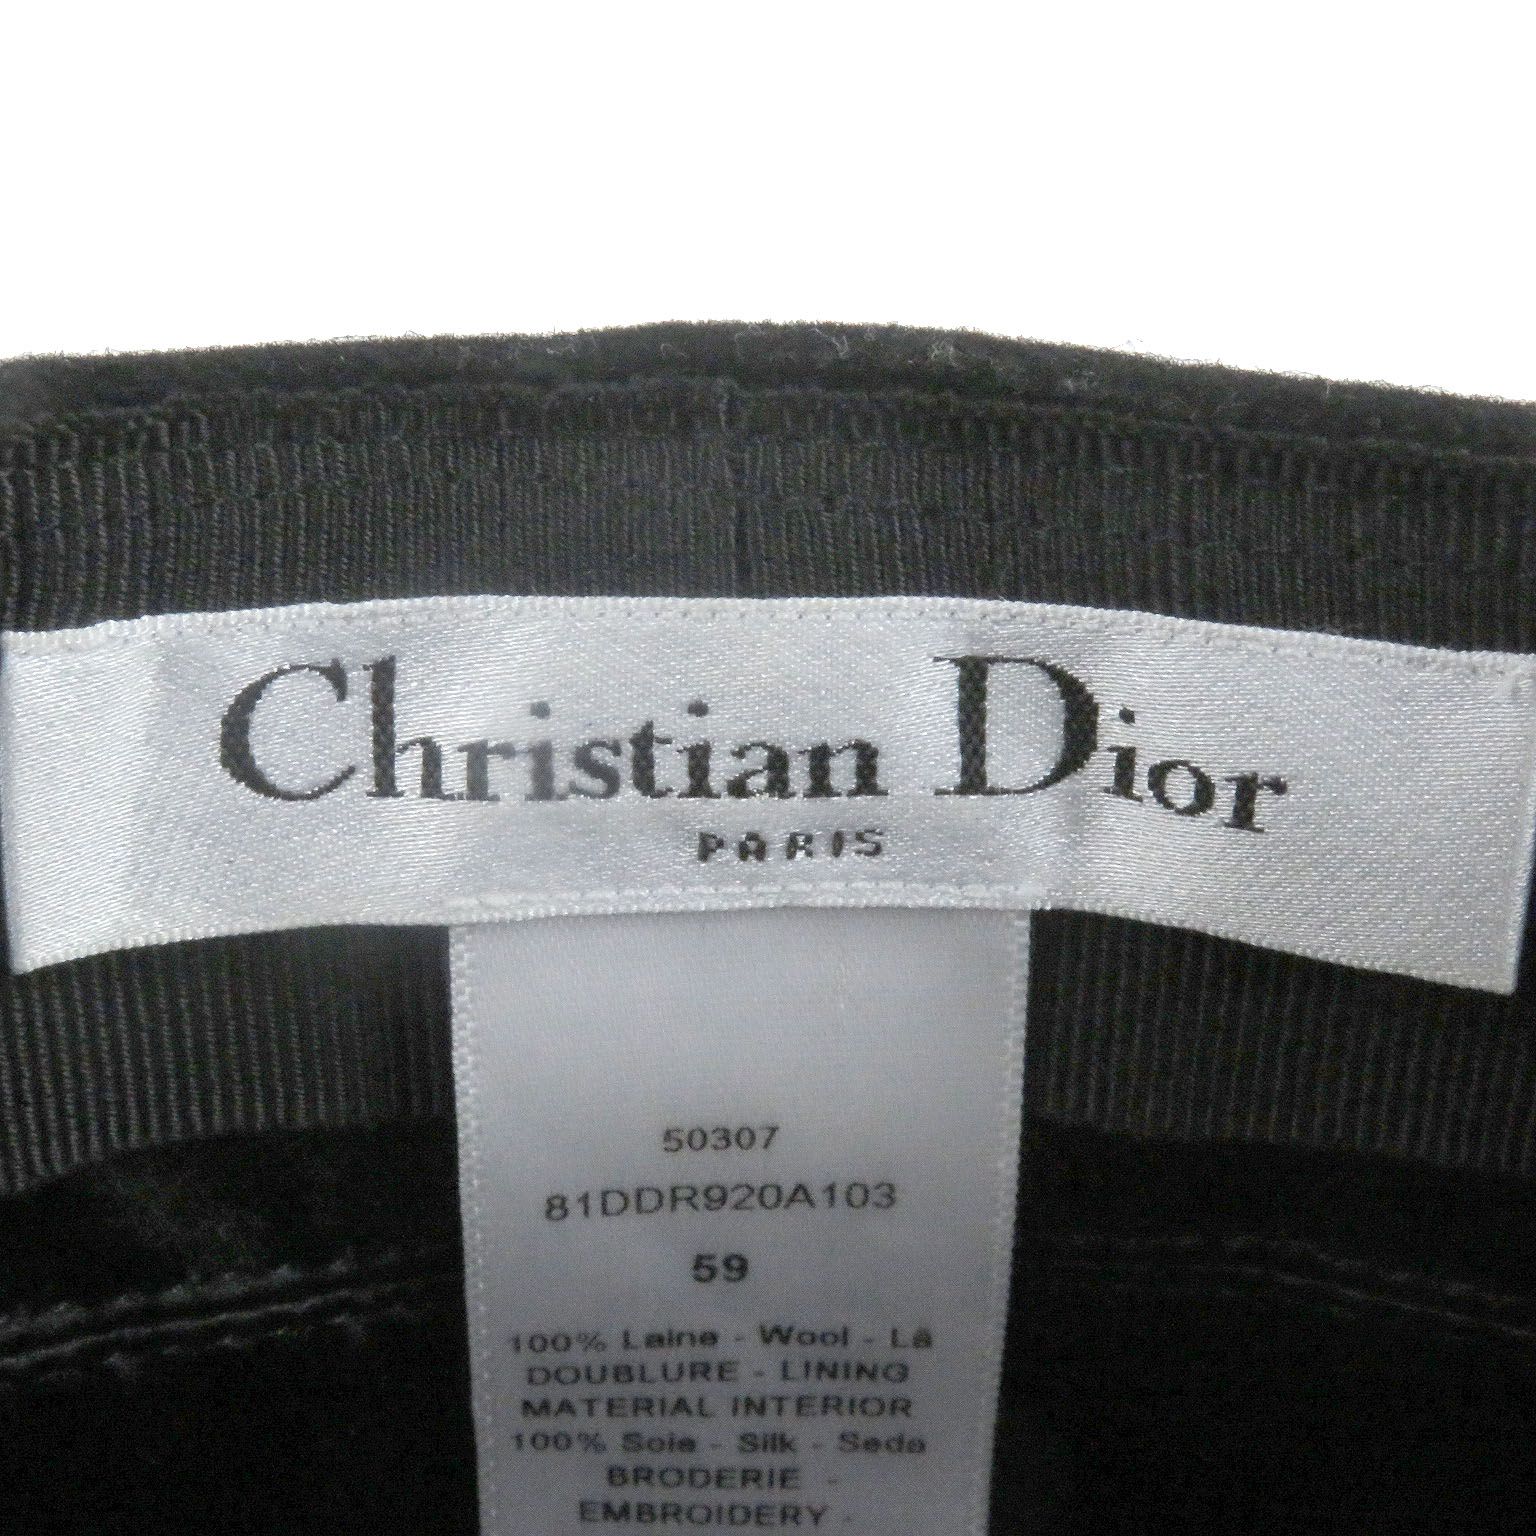 Christian Dior
PARIS
50307
81DDR920A103
59
100% Laine - Wool - Lã
DOUBLURE - LINING
MATERIAL INTERIOR
100% Soie - Silk - Seda
BRODERIE -
EMBROIDERY -